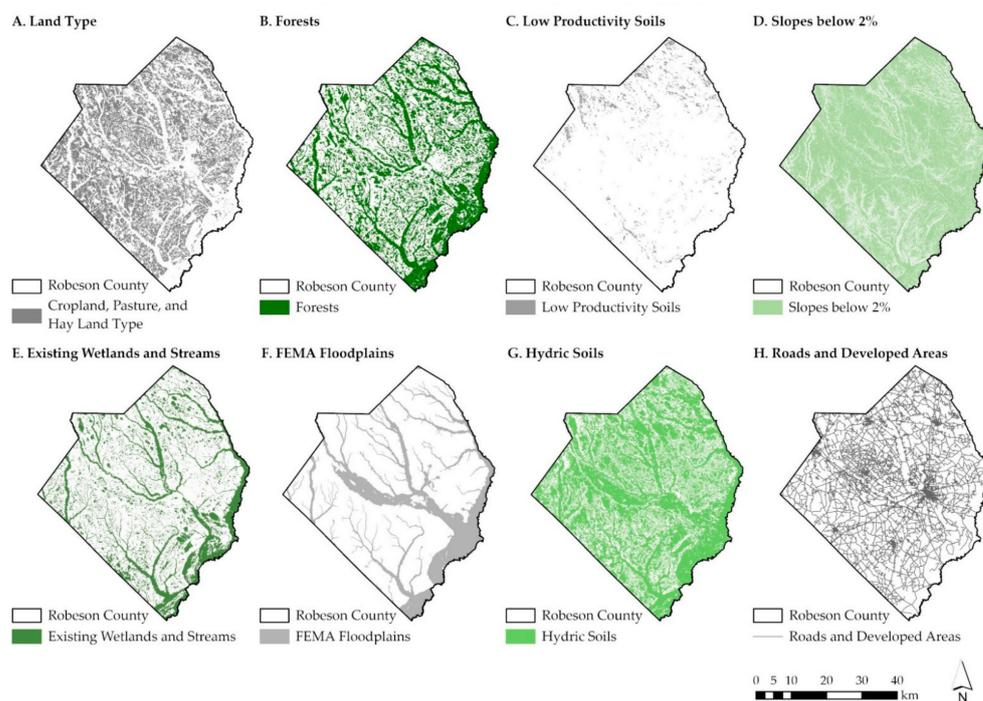 A. Land Type
B. Forests
C. Low Productivity Soils
D. Slopes below 2%
Robeson County
Cropland, Pasture, and
Hay Land Type
Robeson County
Forests
Robeson County
Low Productivity Soils
Robeson County
Slopes below 2%
E. Existing Wetlands and Streams
F. FEMA Floodplains
G. Hydric Soils
H. Roads and Developed Areas
Robeson County
Existing Wetlands and Streams
Robeson County
FEMA Floodplains
Robeson County
Hydric Soils
Robeson County
Roads and Developed Areas
0 5 10 20 30 40
km
N